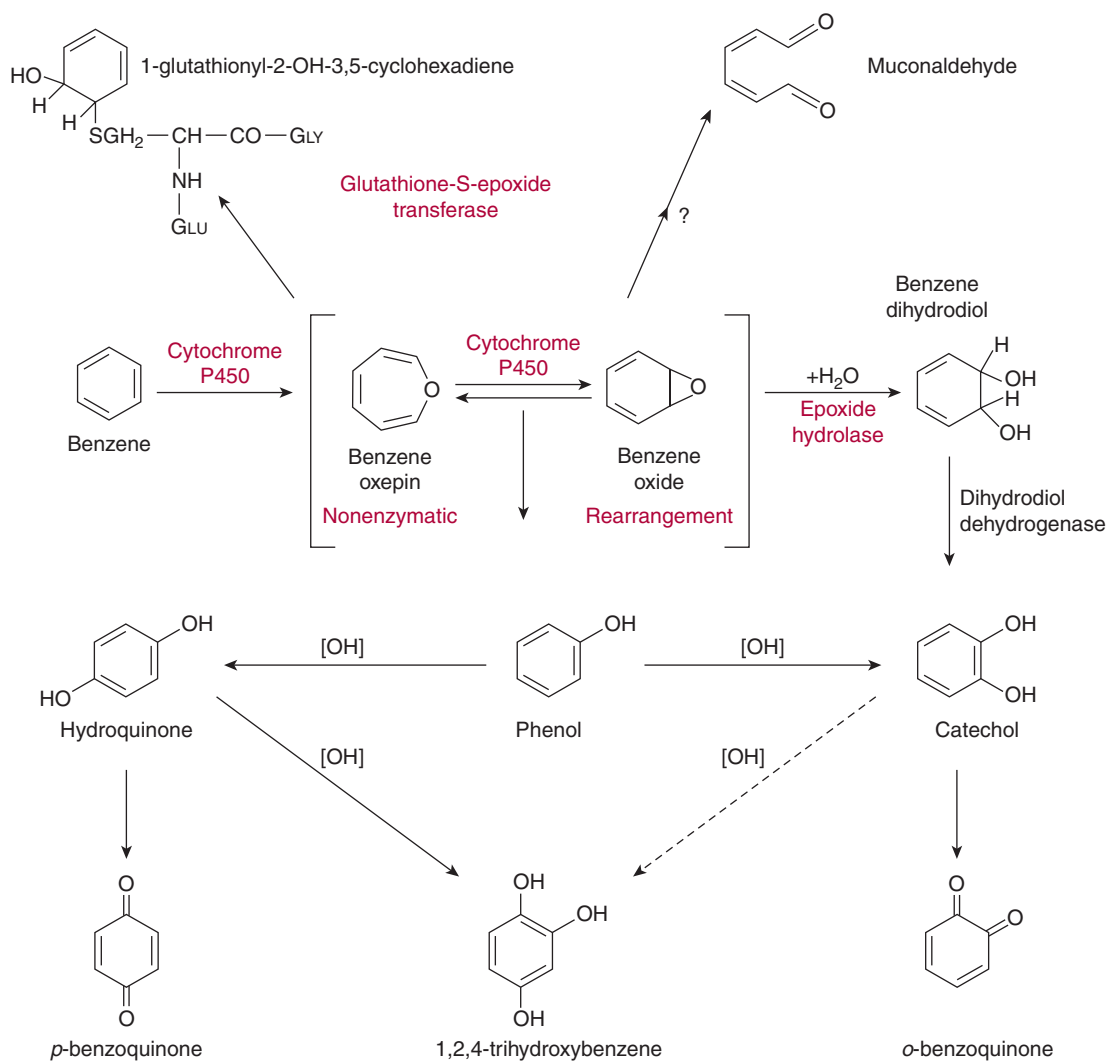 1-glutathionyl-2-OH-3,5-cyclohexadiene
HO
H
H
SGH₂—CH—CO—GLY
NH
GLU
O
O
Muconaldehyde
Glutathione-S-epoxide
transferase
?
Benzene
Cytochrome
P450
O
Benzene
oxepin
Nonenzymatic
Cytochrome
P450
O
Benzene
oxide
Rearrangement
+H₂O
Epoxide
hydrolase
Benzene
dihydrodiol
H
OH
H
OH
Dihydrodiol
dehydrogenase
OH
HO
Hydroquinone
[OH]
OH
Phenol
[OH]
OH
OH
Catechol
[OH]
[OH]
O
O
p-benzoquinone
OH
OH
OH
1,2,4-trihydroxybenzene
O
O
o-benzoquinone